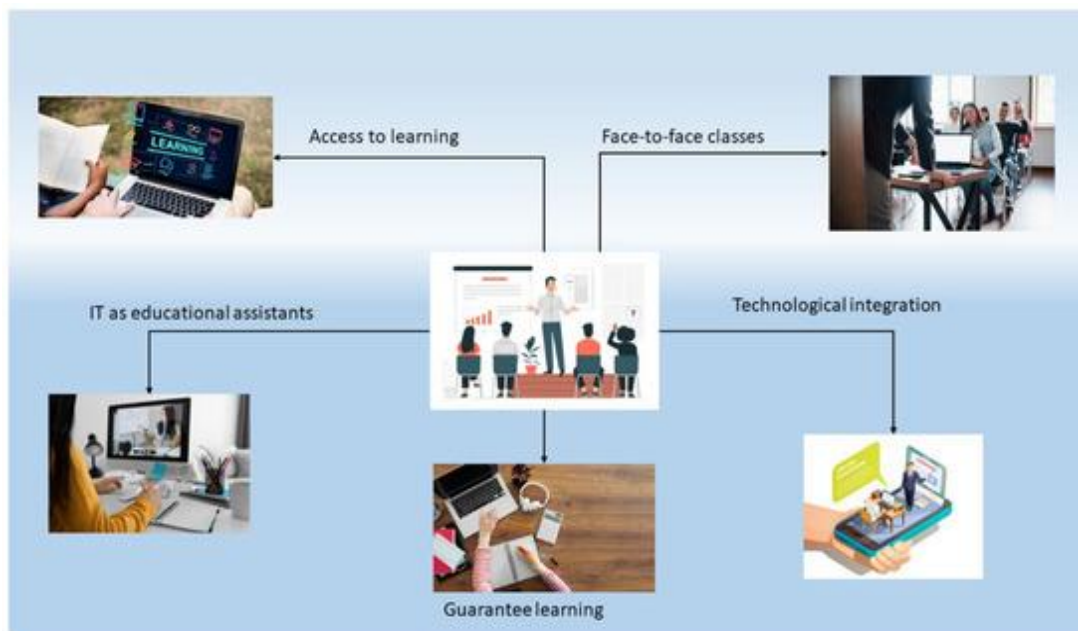 Access to learning
Face-to-face classes
LEARNING
IT as educational assistants
Technological integration
Guarantee learning